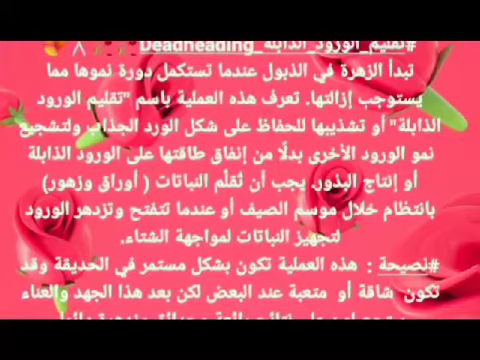 #تقليم_الورود_الذابلة_Deadheading
تبدأ الزهرة في الذبول عندما تستكمل دورة نموها مما
يستوجب إزالتها. تعرف هذه العملية باسم "تقليم الورود
الذابلة" أو تشذيبها للحفاظ على شكل الورد الجذاب ولتشجيع
نمو الورود الأخرى بدلًا من إنفاق طاقتها على الورود الذابلة
أو إنتاج البذور. يجب أن تُقلّم النباتات ( أوراق وزهور)
بانتظام خلال موسم الصيف أو عندما تتفتح وتزدهر الورود
لتجهيز النباتات لمواجهة الشتاء.
#نصيحة : هذه العملية تكون بشكل مستمر في الحديقة وقد
تكون شاقة أو متعبة عند البعض لكن بعد هذا الجهد والعناء